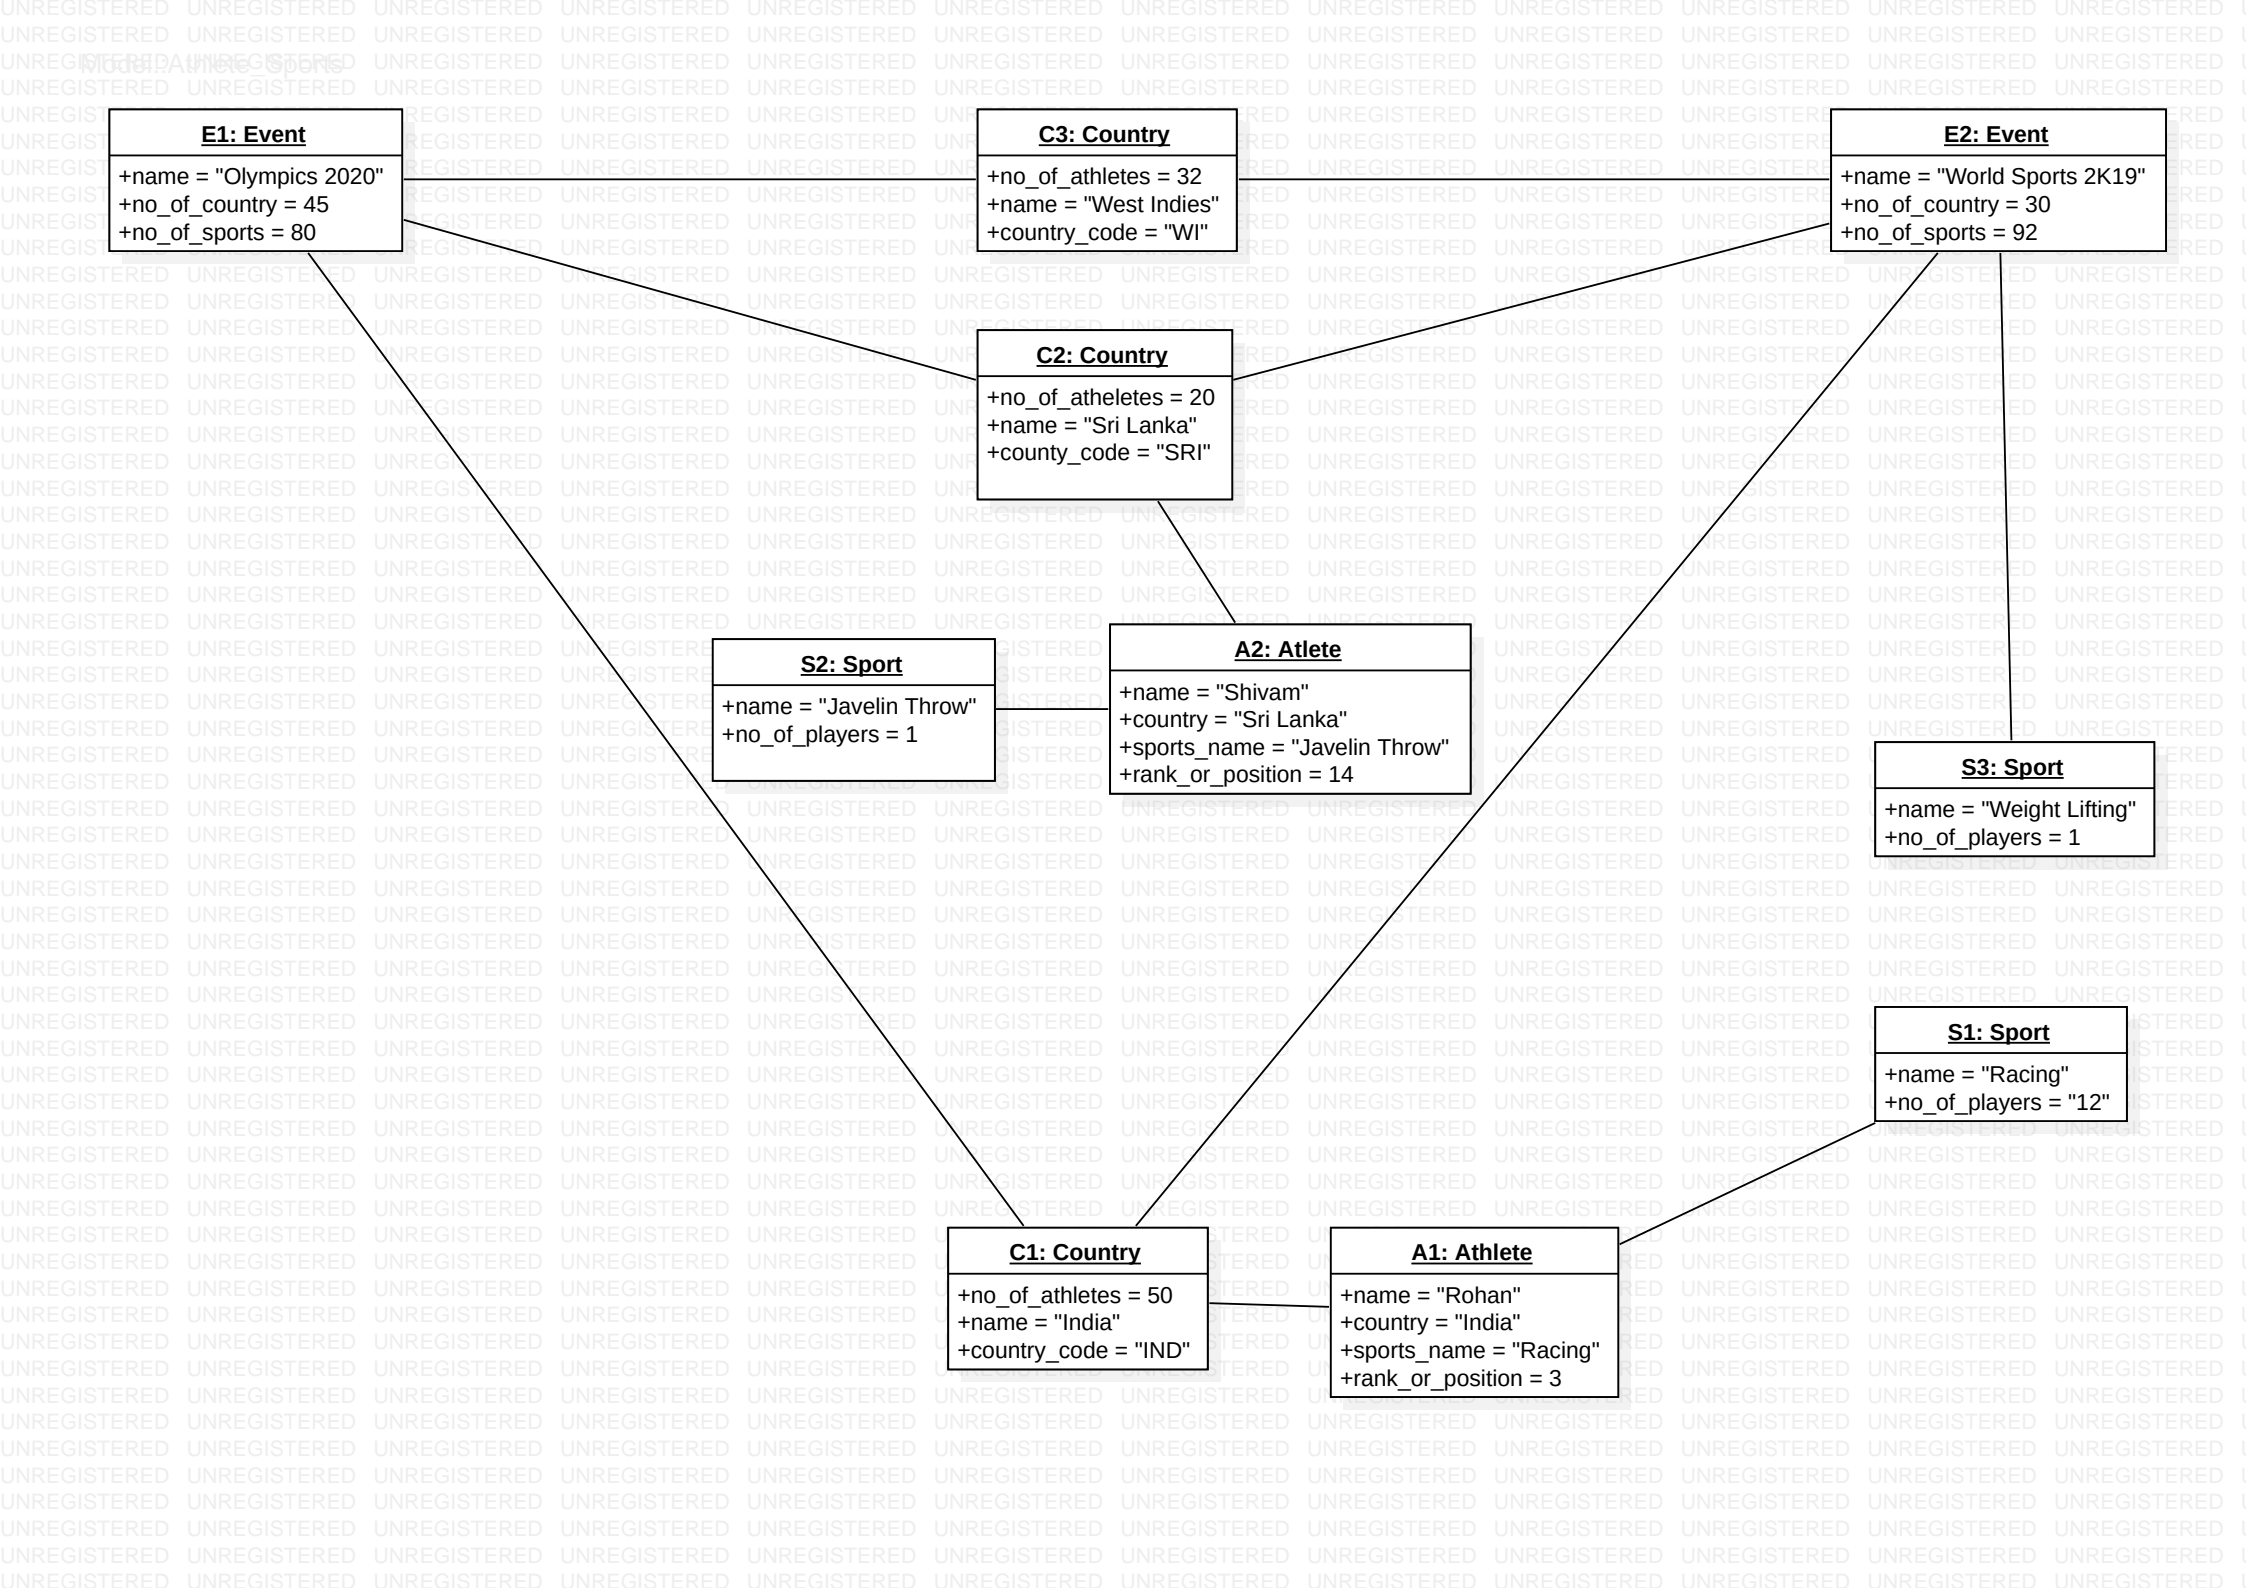 Model::Athlete_Sports
E1: Event
+name = "Olympics 2020"
+no_of_country = 45
+no_of_sports = 80
C3: Country
+no_of_athletes = 32
+name = "West Indies"
+country_code = "WI"
E2: Event
+name = "World Sports 2K19"
+no_of_country = 30
+no_of_sports = 92
C2: Country
+no_of_atheletes = 20
+name = "Sri Lanka"
+county_code = "SRI"
S2: Sport
+name = "Javelin Throw"
+no_of_players = 1
A2: Atlete
+name = "Shivam"
+country = "Sri Lanka"
+sports_name = "Javelin Throw"
+rank_or_position = 14
S3: Sport
+name = "Weight Lifting"
+no_of_players = 1
S1: Sport
+name = "Racing"
+no_of_players = "12"
C1: Country
+no_of_athletes = 50
+name = "India"
+country_code = "IND"
A1: Athlete
+name = "Rohan"
+country = "India"
+sports_name = "Racing"
+rank_or_position = 3
UNREGISTERED